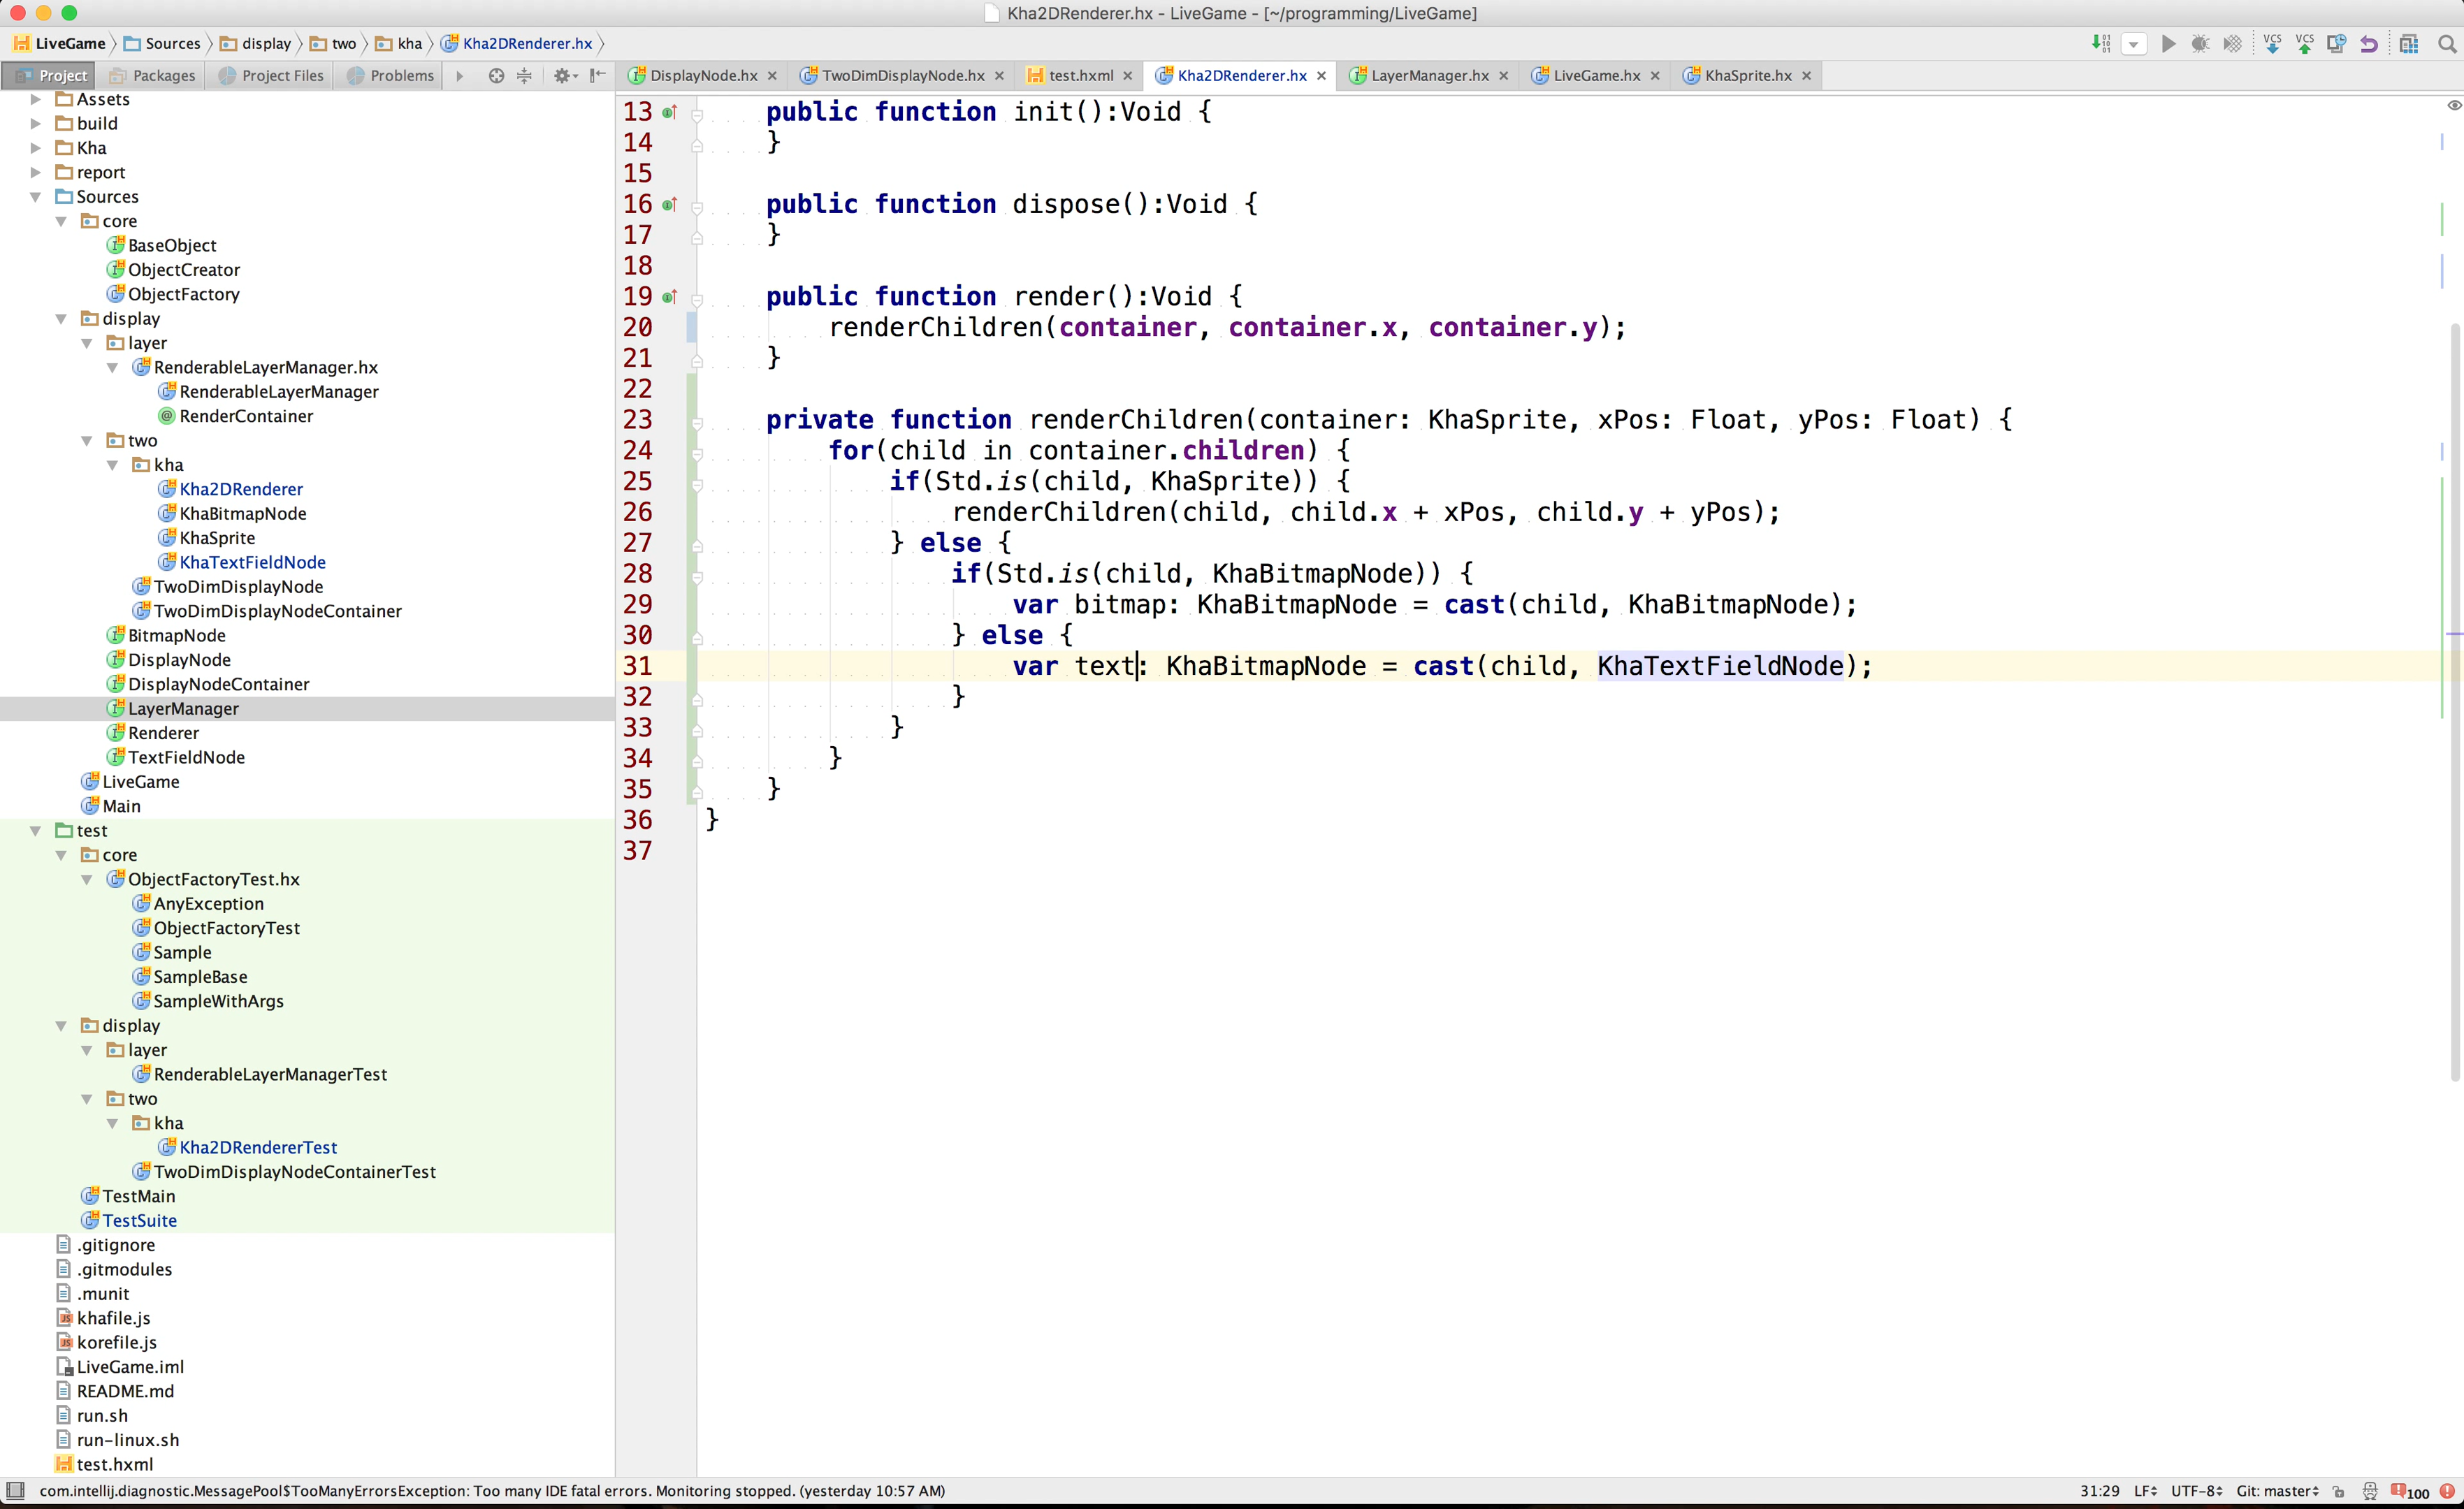 Kha2DRenderer.hx - LiveGame - [~/programming/LiveGame]
LiveGame Sources display two kha Kha2DRenderer.hx
VCS VCS
Project Packages Project Files Problems
DisplayNode.hx TwoDimDisplayNode.hx test.hxml Kha2DRenderer.hx LayerManager.hx LiveGame.hx KhaSprite.hx
Assets
build
Kha
report
Sources
core
BaseObject
ObjectCreator
ObjectFactory
display
layer
RenderableLayerManager.hx
RenderableLayerManager
RenderContainer
two
kha
Kha2DRenderer
KhaBitmapNode
KhaSprite
KhaTextFieldNode
TwoDimDisplayNode
TwoDimDisplayNodeContainer
BitmapNode
DisplayNode
DisplayNodeContainer
LayerManager
Renderer
TextFieldNode
LiveGame
Main
test
core
ObjectFactoryTest.hx
AnyException
ObjectFactoryTest
Sample
SampleBase
SampleWithArgs
display
layer
RenderableLayerManagerTest
two
kha
Kha2DRendererTest
TwoDimDisplayNodeContainerTest
TestMain
TestSuite
.gitignore
.gitmodules
.munit
khafile.js
korefile.js
LiveGame.iml
README.md
run.sh
run-linux.sh
test.hxml
13 public function init():Void {
14 }
15
16 public function dispose():Void {
17 }
18
19 public function render():Void {
20 renderChildren(container, container.x, container.y);
21 }
22
23 private function renderChildren(container: KhaSprite, xPos: Float, yPos: Float) {
24 for(child in container.children) {
25 if(Std.is(child, KhaSprite)) {
26 renderChildren(child, child.x + xPos, child.y + yPos);
27 } else {
28 if(Std.is(child, KhaBitmapNode)) {
29 var bitmap: KhaBitmapNode = cast(child, KhaBitmapNode);
30 } else {
31 var text: KhaBitmapNode = cast(child, KhaTextFieldNode);
32 }
33 }
34 }
35 }
36 }
37
com.intellij.diagnostic.MessagePool$TooManyErrorsException: Too many IDE fatal errors. Monitoring stopped. (yesterday 10:57 AM)
31:29 LF UTF-8 Git: master 100